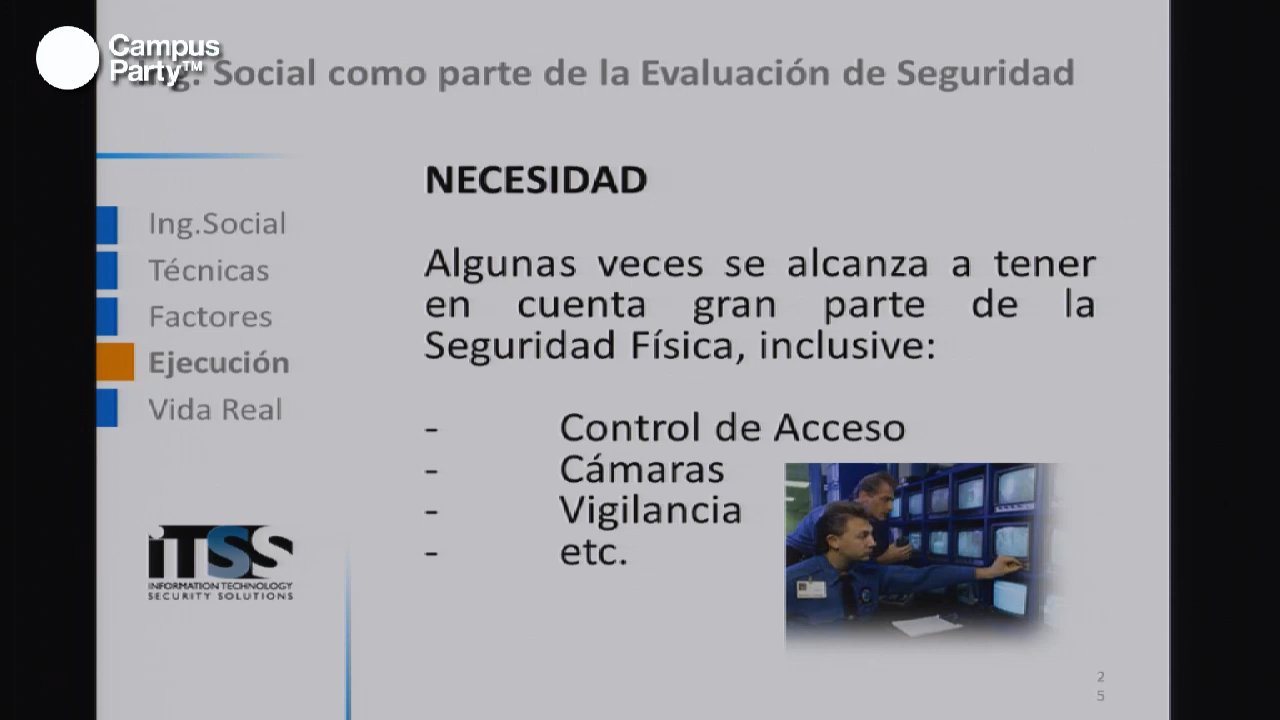 Campus
Party™
Ing. Social como parte de la Evaluación de Seguridad
NECESIDAD
Algunas veces se alcanza a tener
en cuenta gran parte de la
Seguridad Física, inclusive:
- Control de Acceso
- Cámaras
- Vigilancia
- etc.
Ing.Social
Técnicas
Factores
Ejecución
Vida Real
iTSS
INFORMATION TECHNOLOGY
SECURITY SOLUTIONS
2
5